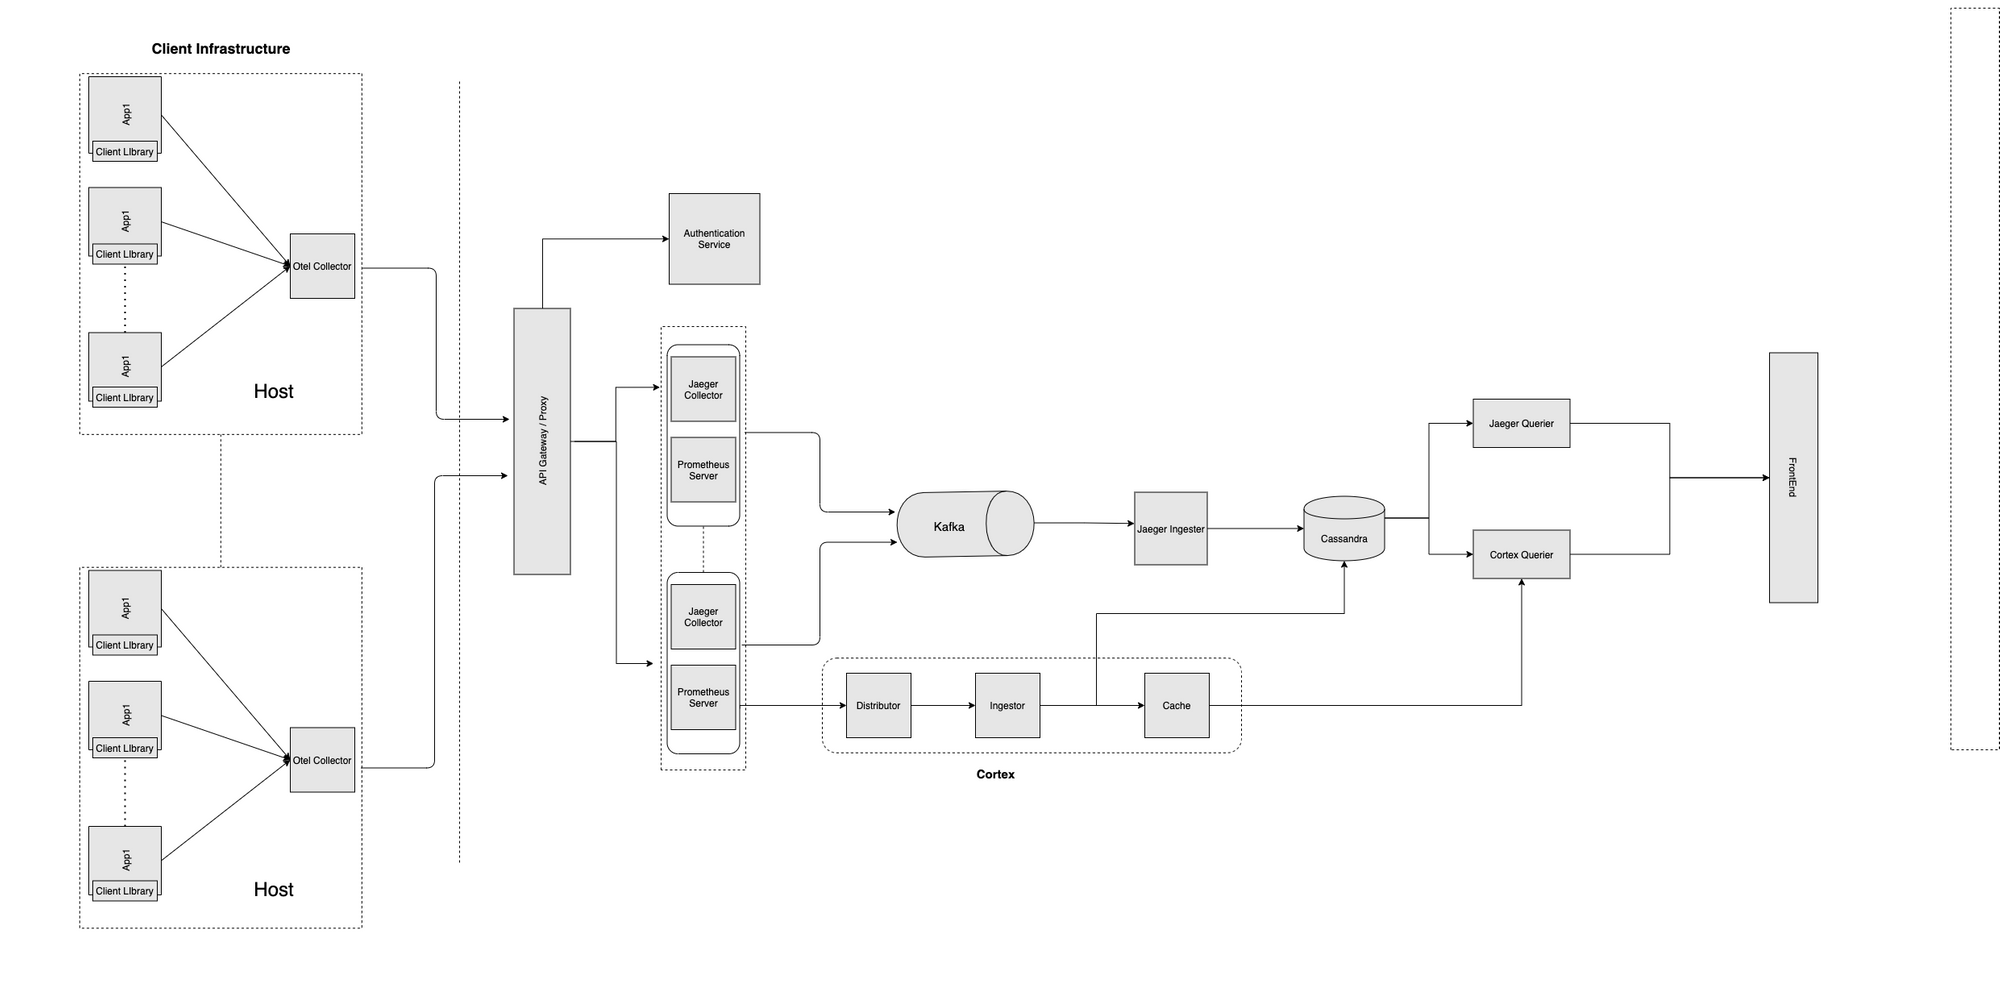 Client Infrastructure
App1
Client LIbrary
App1
Client LIbrary
App1
Client LIbrary
Otel Collector
Host
App1
Client LIbrary
App1
Client LIbrary
App1
Client LIbrary
Otel Collector
Host
API Gateway / Proxy
Authentication
Service
Jaeger
Collector
Prometheus
Server
Jaeger
Collector
Prometheus
Server
Kafka
Jaeger Ingester
Cassandra
Distributor
Ingestor
Cache
Cortex
Jaeger Querier
Cortex Querier
FrontEnd